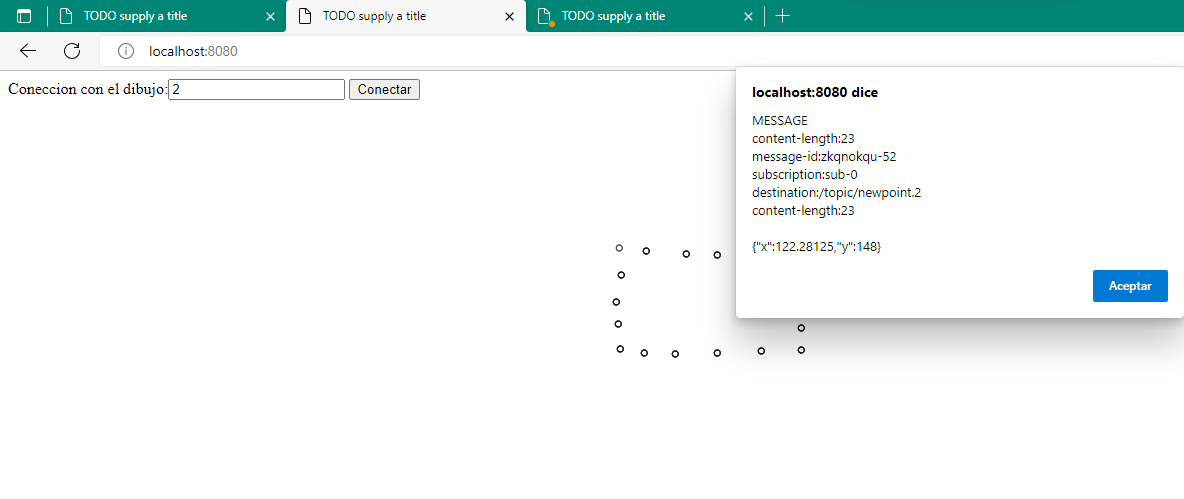 TODO supply a title
TODO supply a title
TODO supply a title
localhost:8080
Coneccion con el dibujo: 2 Conectar
localhost:8080 dice
MESSAGE
content-length:23
message-id:zkqnokqu-52
subscription:sub-0
destination:/topic/newpoint.2
content-length:23
{"x":122.28125,"y":148}
Aceptar